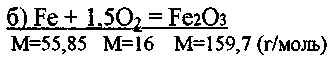 б) Fe + 1,5O₂ = Fe₂O₃
M=55,85 M=16 M=159,7 (г/моль)